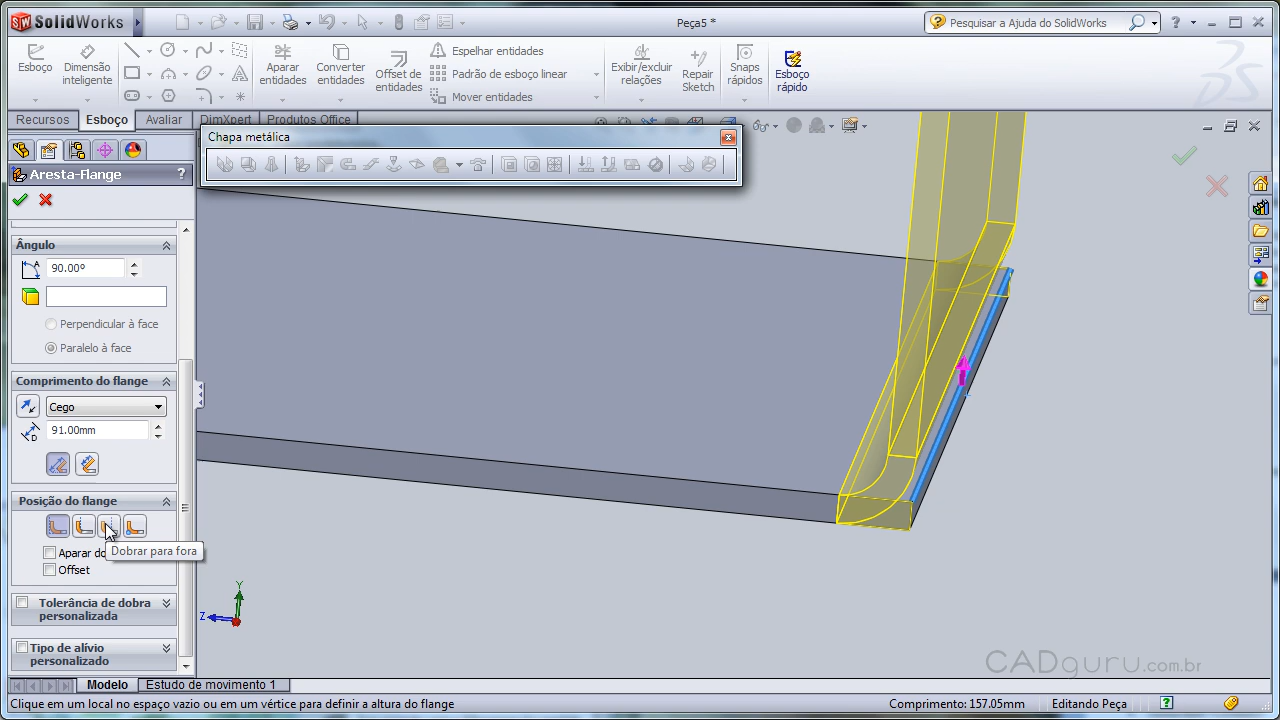 SolidWorks
Peça5 *
Pesquisar a Ajuda do SolidWorks
Esboço
Dimensão inteligente
Aparar entidades
Converter entidades
Offset de entidades
Espelhar entidades
Padrão de esboço linear
Mover entidades
Exibir/excluir relações
Repair Sketch
Snaps rápidos
Esboço rápido
Recursos
Esboço
Avaliar
DimXpert
Produtos Office
Chapa metálica
Aresta-Flange
?
Ângulo
90.00º
Perpendicular à face
Paralelo à face
Comprimento do flange
Cego
91.00mm
Posição do flange
Aparar do
Dobrar para fora
Offset
Tolerância de dobra
personalizada
Tipo de alívio
personalizado
Y
Z
CADguru.com.br
Modelo
Estudo de movimento 1
Clique em um local no espaço vazio ou em um vértice para definir a altura do flange
Comprimento: 157.05mm
Editando Peça